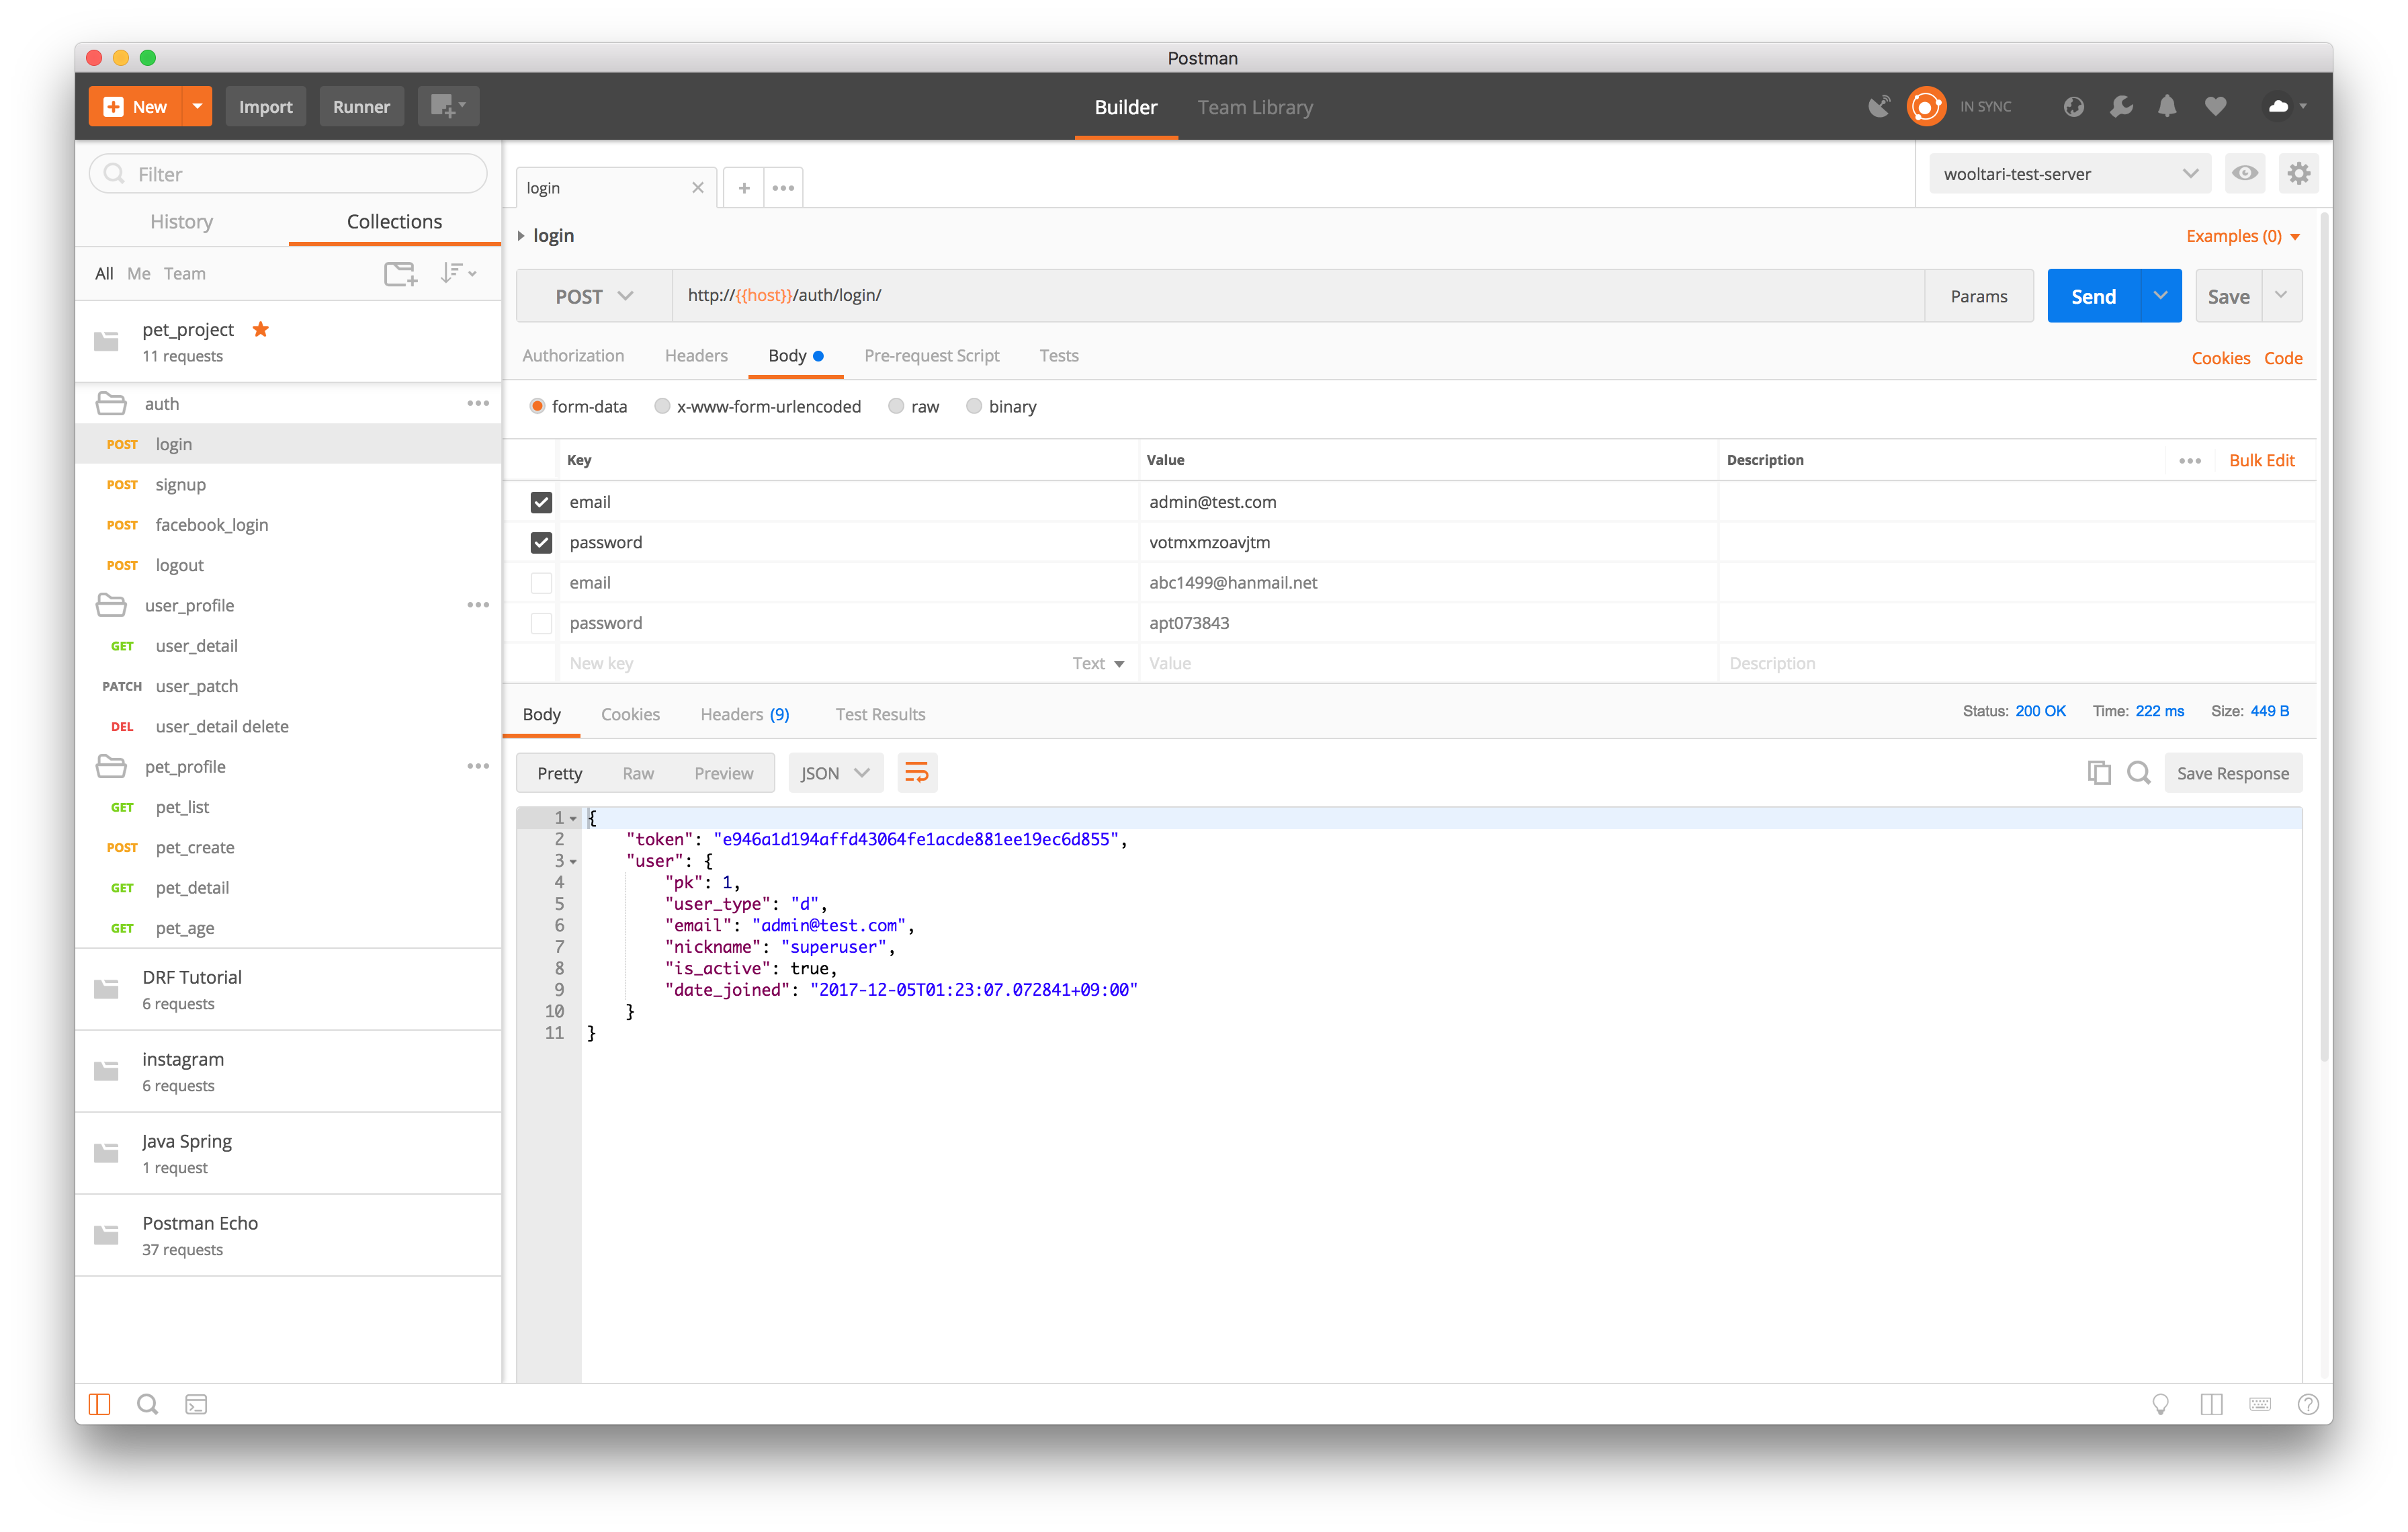 Postman
New Import Runner Builder Team Library IN SYNC
Filter
History Collections
All Me Team
pet_project
11 requests
auth
POST login
POST signup
POST facebook_login
POST logout
user_profile
GET user_detail
PATCH user_patch
DEL user_detail delete
pet_profile
GET pet_list
POST pet_create
GET pet_detail
GET pet_age
DRF Tutorial
6 requests
instagram
6 requests
Java Spring
1 request
Postman Echo
37 requests
login wooltari-test-server
login Examples (0)
POST http://{{host}}/auth/login/ Params Send Save
Authorization Headers Body Pre-request Script Tests Cookies Code
form-data x-www-form-urlencoded raw binary
Key Value Description Bulk Edit
email admin@test.com
password votmxmzoavjtm
email abc1499@hanmail.net
password apt073843
New key Text Value Description
Body Cookies Headers (9) Test Results Status: 200 OK Time: 222 ms Size: 449 B
Pretty Raw Preview JSON Save Response
1 {
2 "token": "e946a1d194affd43064fe1acde881ee19ec6d855",
3 "user": {
4 "pk": 1,
5 "user_type": "d",
6 "email": "admin@test.com",
7 "nickname": "superuser",
8 "is_active": true,
9 "date_joined": "2017-12-05T01:23:07.072841+09:00"
10 }
11 }